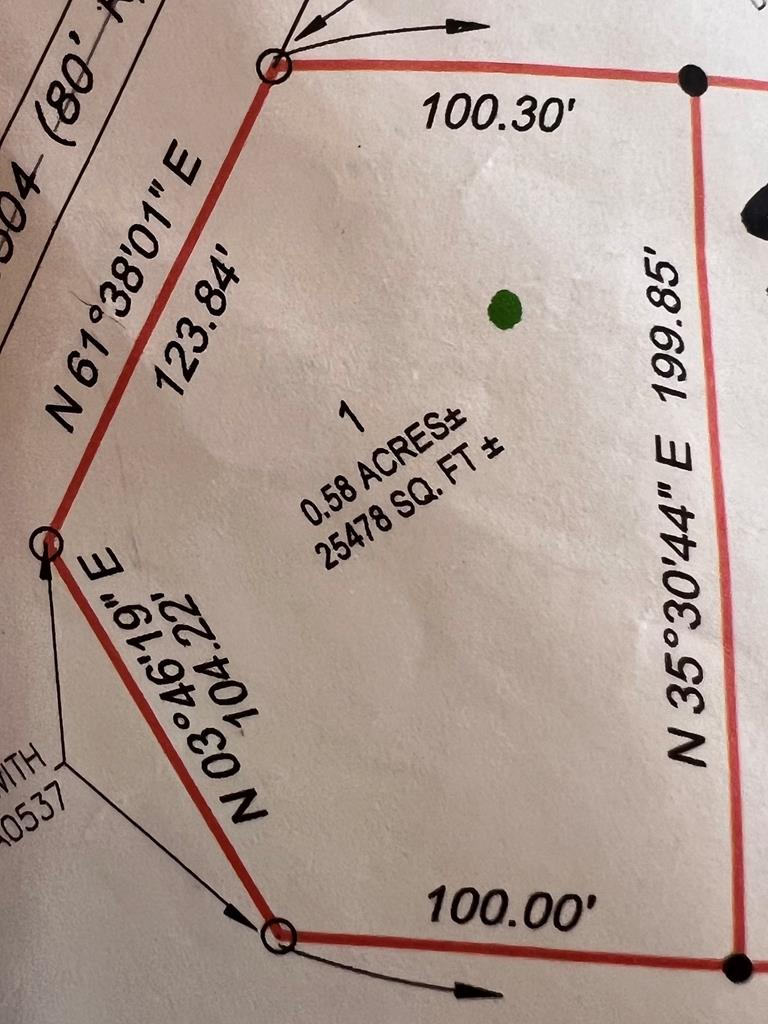 (80'
100.30'
N 61°38'01" E
123.84'
1
0.58 ACRES±
25478 SQ. FT ±
N 35°30'44" E 199.85'
N 03°46'19" E
104.22'
100.00'